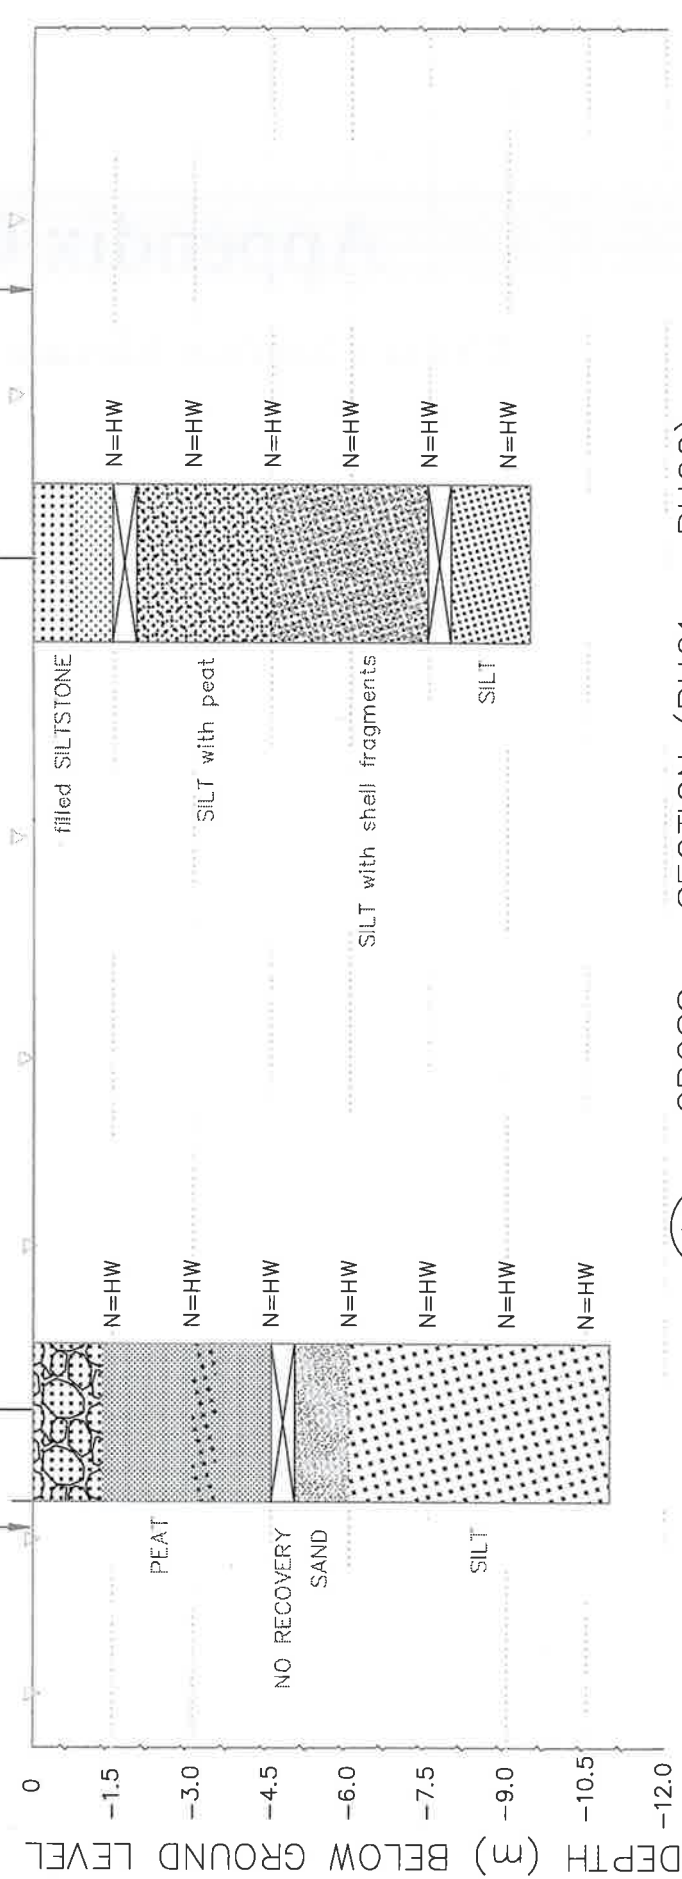 DEPTH (m) BELOW GROUND LEVEL
0
-1.5
-3.0
-4.5
-6.0
-7.5
-9.0
-10.5
-12.0
PEAT
NO RECOVERY
SAND
SILT
N=HW
N=HW
N=HW
N=HW
N=HW
N=HW
N=HW
filled SILTSTONE
SILT with peat
SILT with shell fragments
SILT
N=HW
N=HW
N=HW
N=HW
N=HW
N=HW
Appendix
SECTION